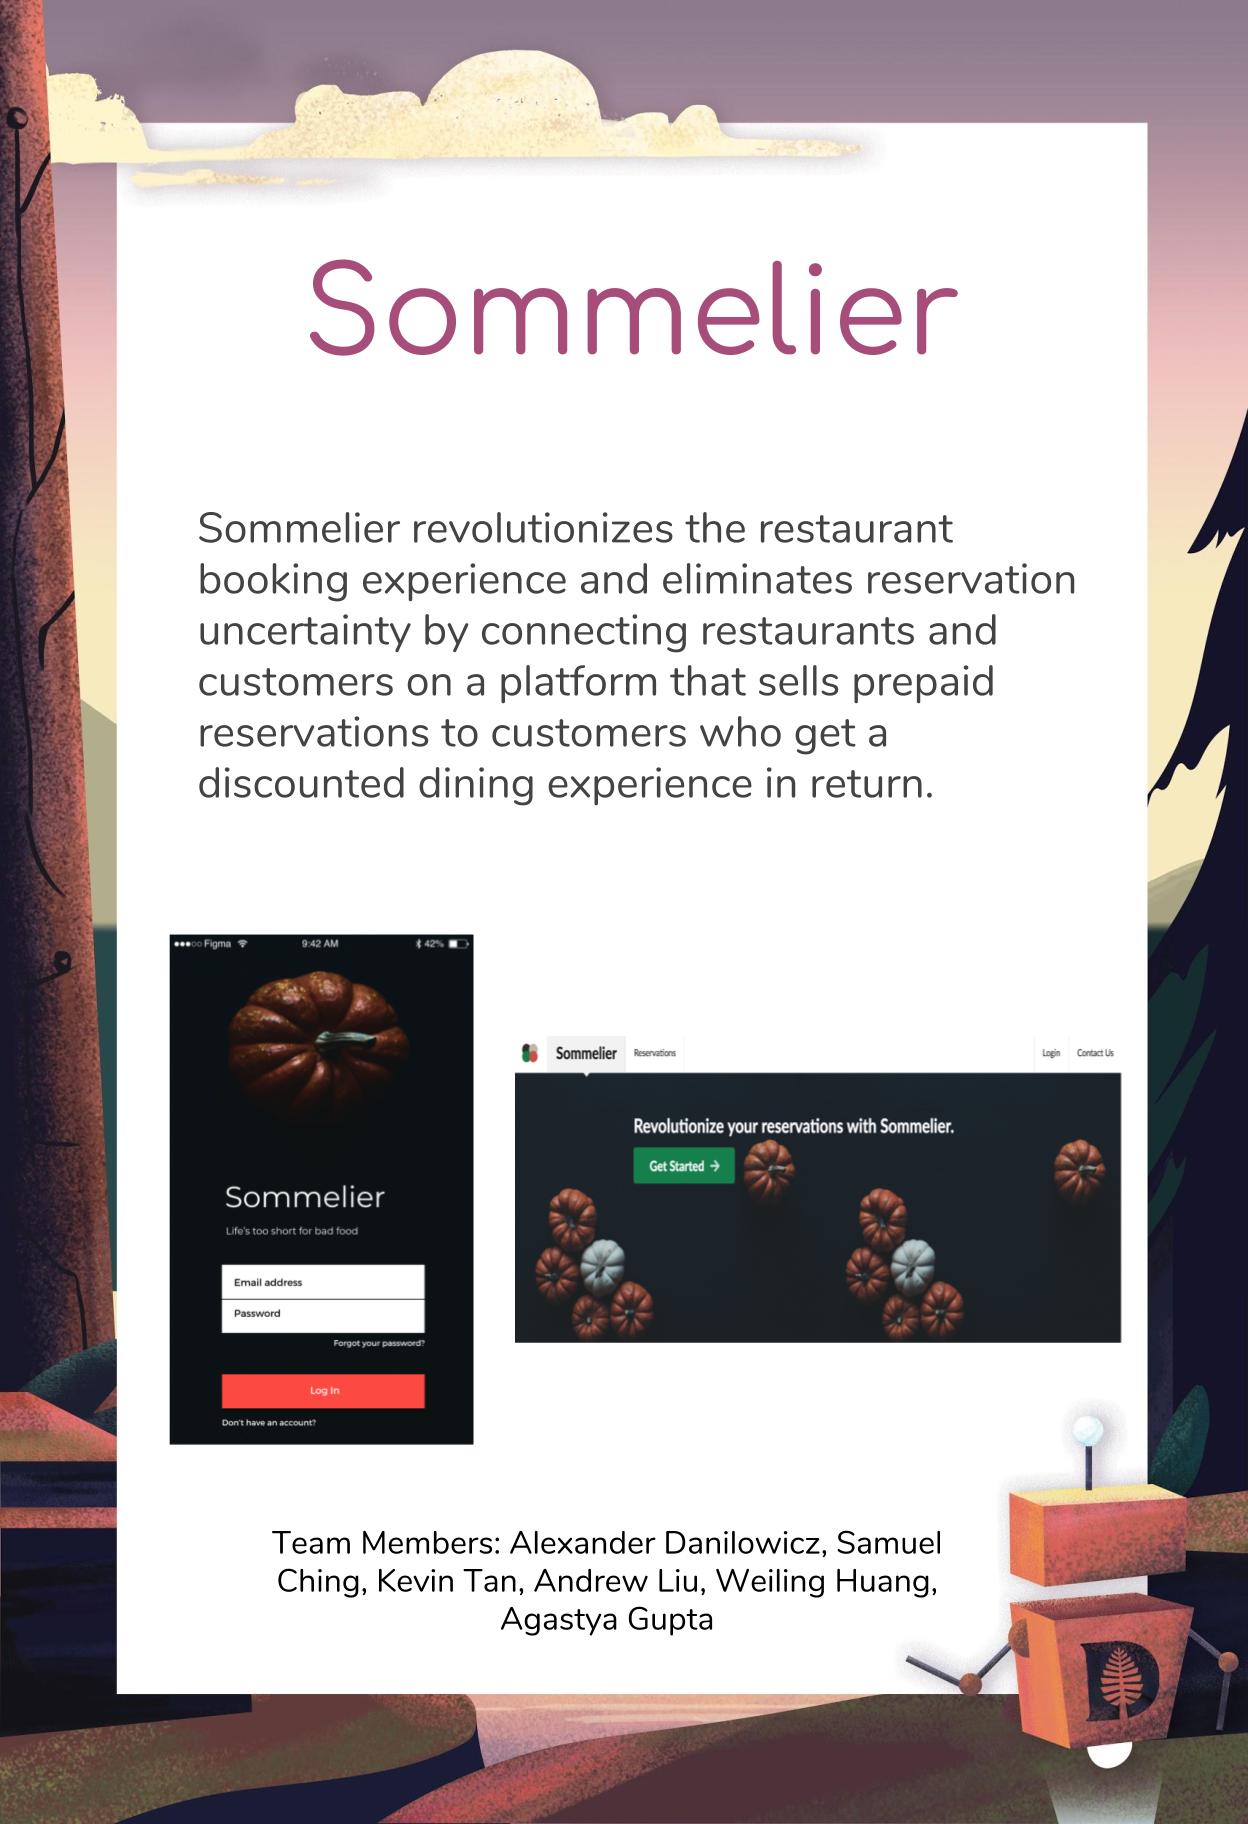 Sommelier
Sommelier revolutionizes the restaurant
booking experience and eliminates reservation
uncertainty by connecting restaurants and
customers on a platform that sells prepaid
reservations to customers who get a
discounted dining experience in return.
Figma 9:42 AM 42%
Sommelier
Life's too short for bad food
Email address
Password
Forgot your password?
Log In
Don't have an account?
Sommelier Reservations Login Contact Us
Revolutionize your reservations with Sommelier.
Get Started →
Team Members: Alexander Danilowicz, Samuel
Ching, Kevin Tan, Andrew Liu, Weiling Huang,
Agastya Gupta
D